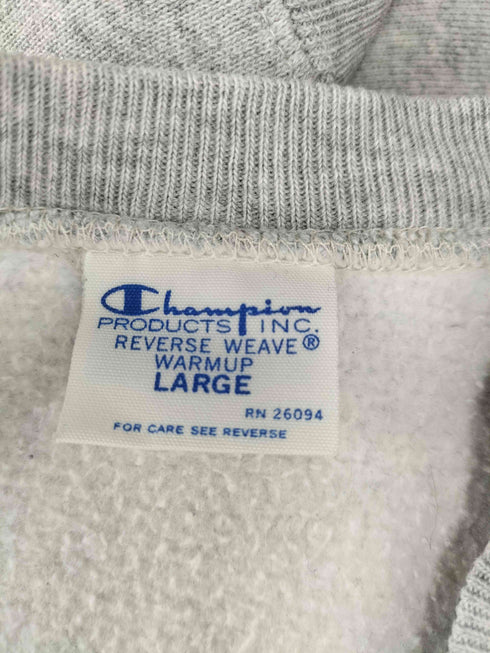 Champion
PRODUCTS INC.
REVERSE WEAVE®
WARMUP
LARGE
RN 26094
FOR CARE SEE REVERSE